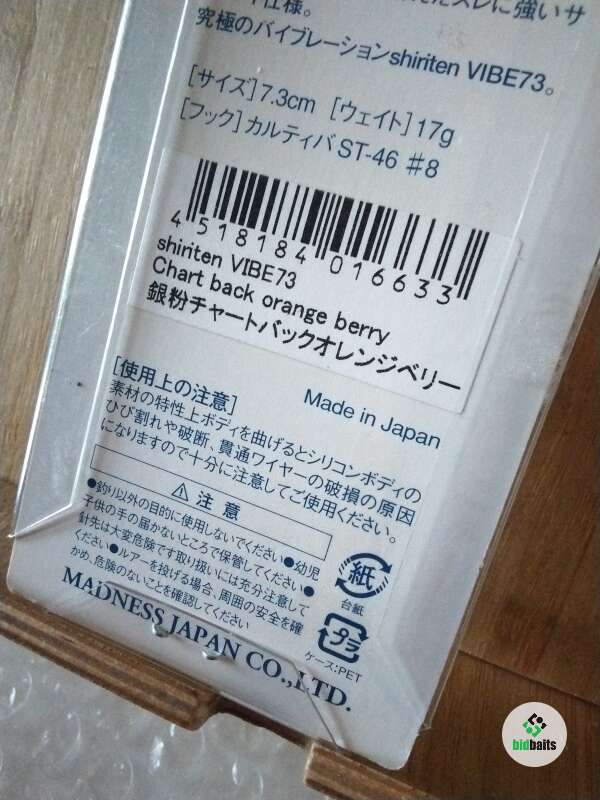 スレに強いサ
仕様。
究極のバイブレーションshiriten VIBE73。
[サイズ]7.3cm [ウェイト]17g
[フック]カルティバ ST-46 #8
4 518184 016633
shiriten VIBE73
Chart back orange berry
銀粉チャートバックオレンジベリー
Made in Japan
[使用上の注意]
素材の特性上ボディを曲げるとシリコンボディの
ひび割れや破断、貫通ワイヤーの破損の原因
になりますので十分に注意してご使用ください。
⚠ 注 意
●釣り以外の目的に使用しないでください●幼児
子供の手の届かないところで保管してください●
針先は大変危険です取り扱いには充分注意して
ください●ルアーを投げる場合、周囲の安全を確
かめ、危険のないことを確認してください
紙
台紙
プラ
ケース:PET
MADNESS JAPAN CO.,LTD.
bidbaits